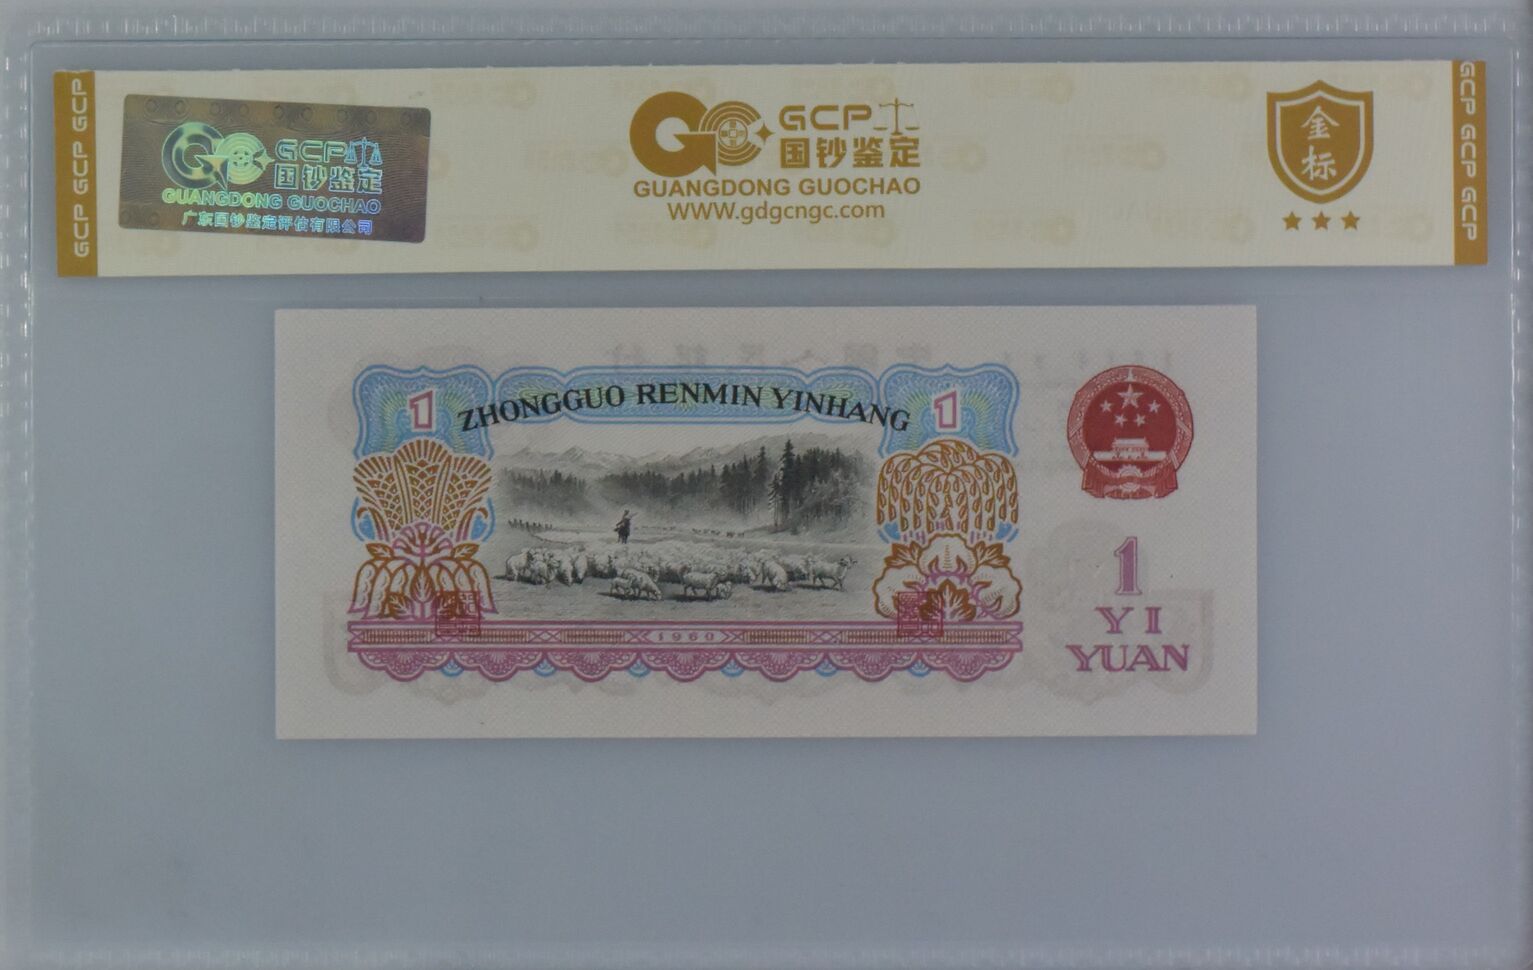 GCP GCP GCP
GCP
国钞鉴定
GUANGDONG GUOCHAO
广东国钞鉴定评估有限公司
GCP
国钞鉴定
GUANGDONG GUOCHAO
WWW.gdgcngc.com
金
标
GCP GCP GCP
1
ZHONGGUO RENMIN YINHANG
1
1960
1
YI
YUAN